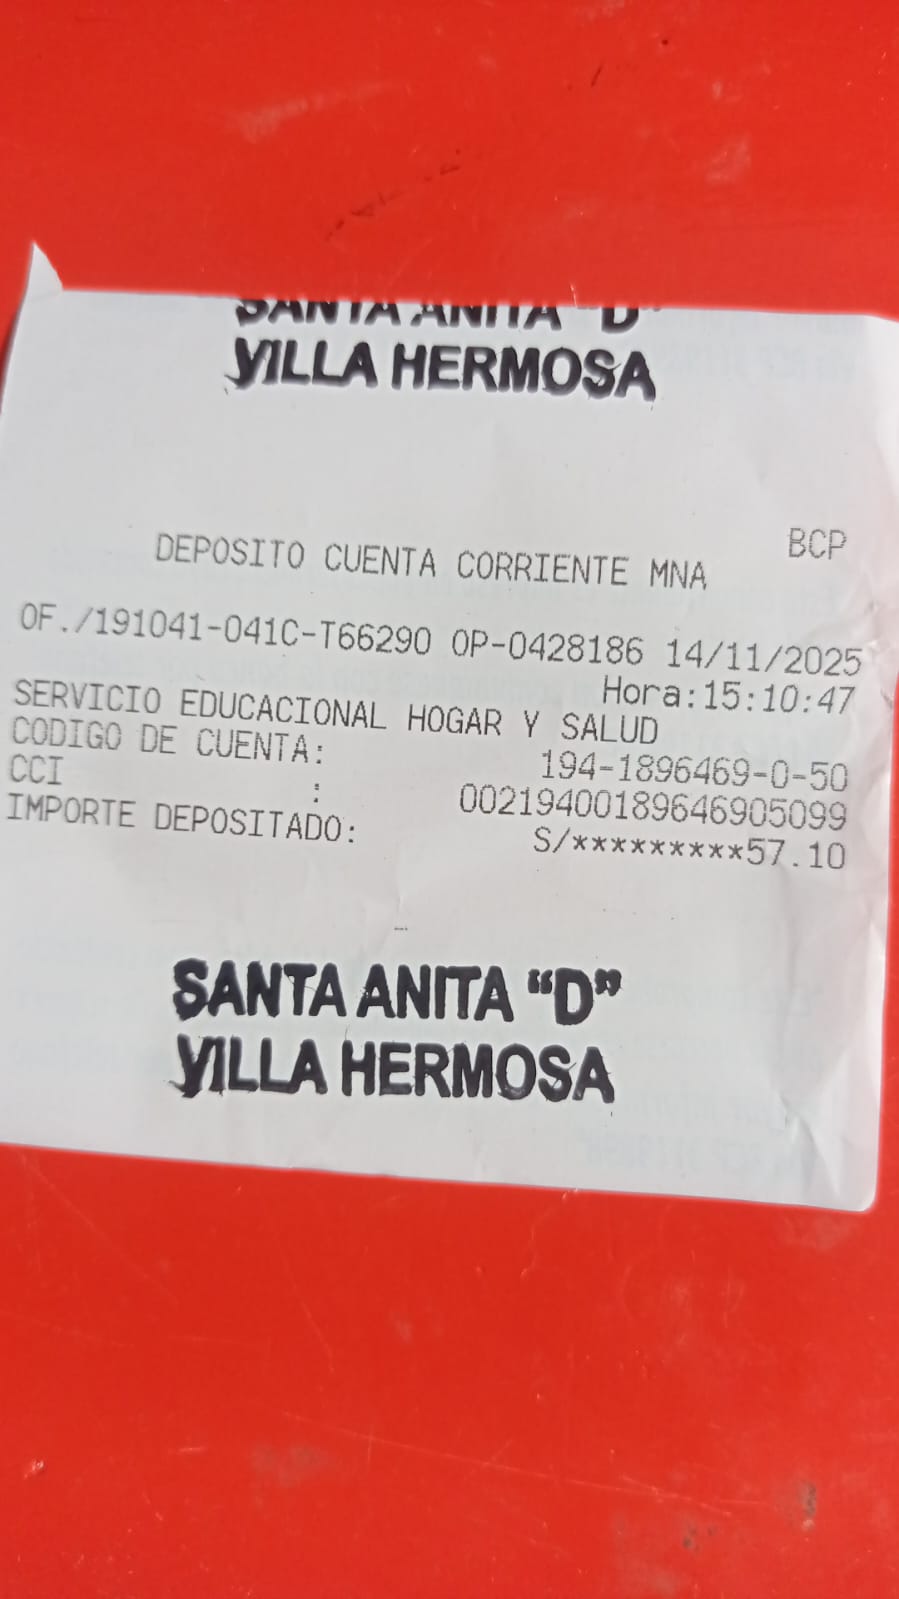 SANTA ANITA "D"
VILLA HERMOSA
BCP
DEPOSITO CUENTA CORRIENTE MNA
OF./191041-041C-T66290 OP-0428186 14/11/2025
Hora:15:10:47
SERVICIO EDUCACIONAL HOGAR Y SALUD
CODIGO DE CUENTA: 194-1896469-0-50
CCI : 00219400189646905099
IMPORTE DEPOSITADO: S/*********57.10
SANTA ANITA “D”
VILLA HERMOSA